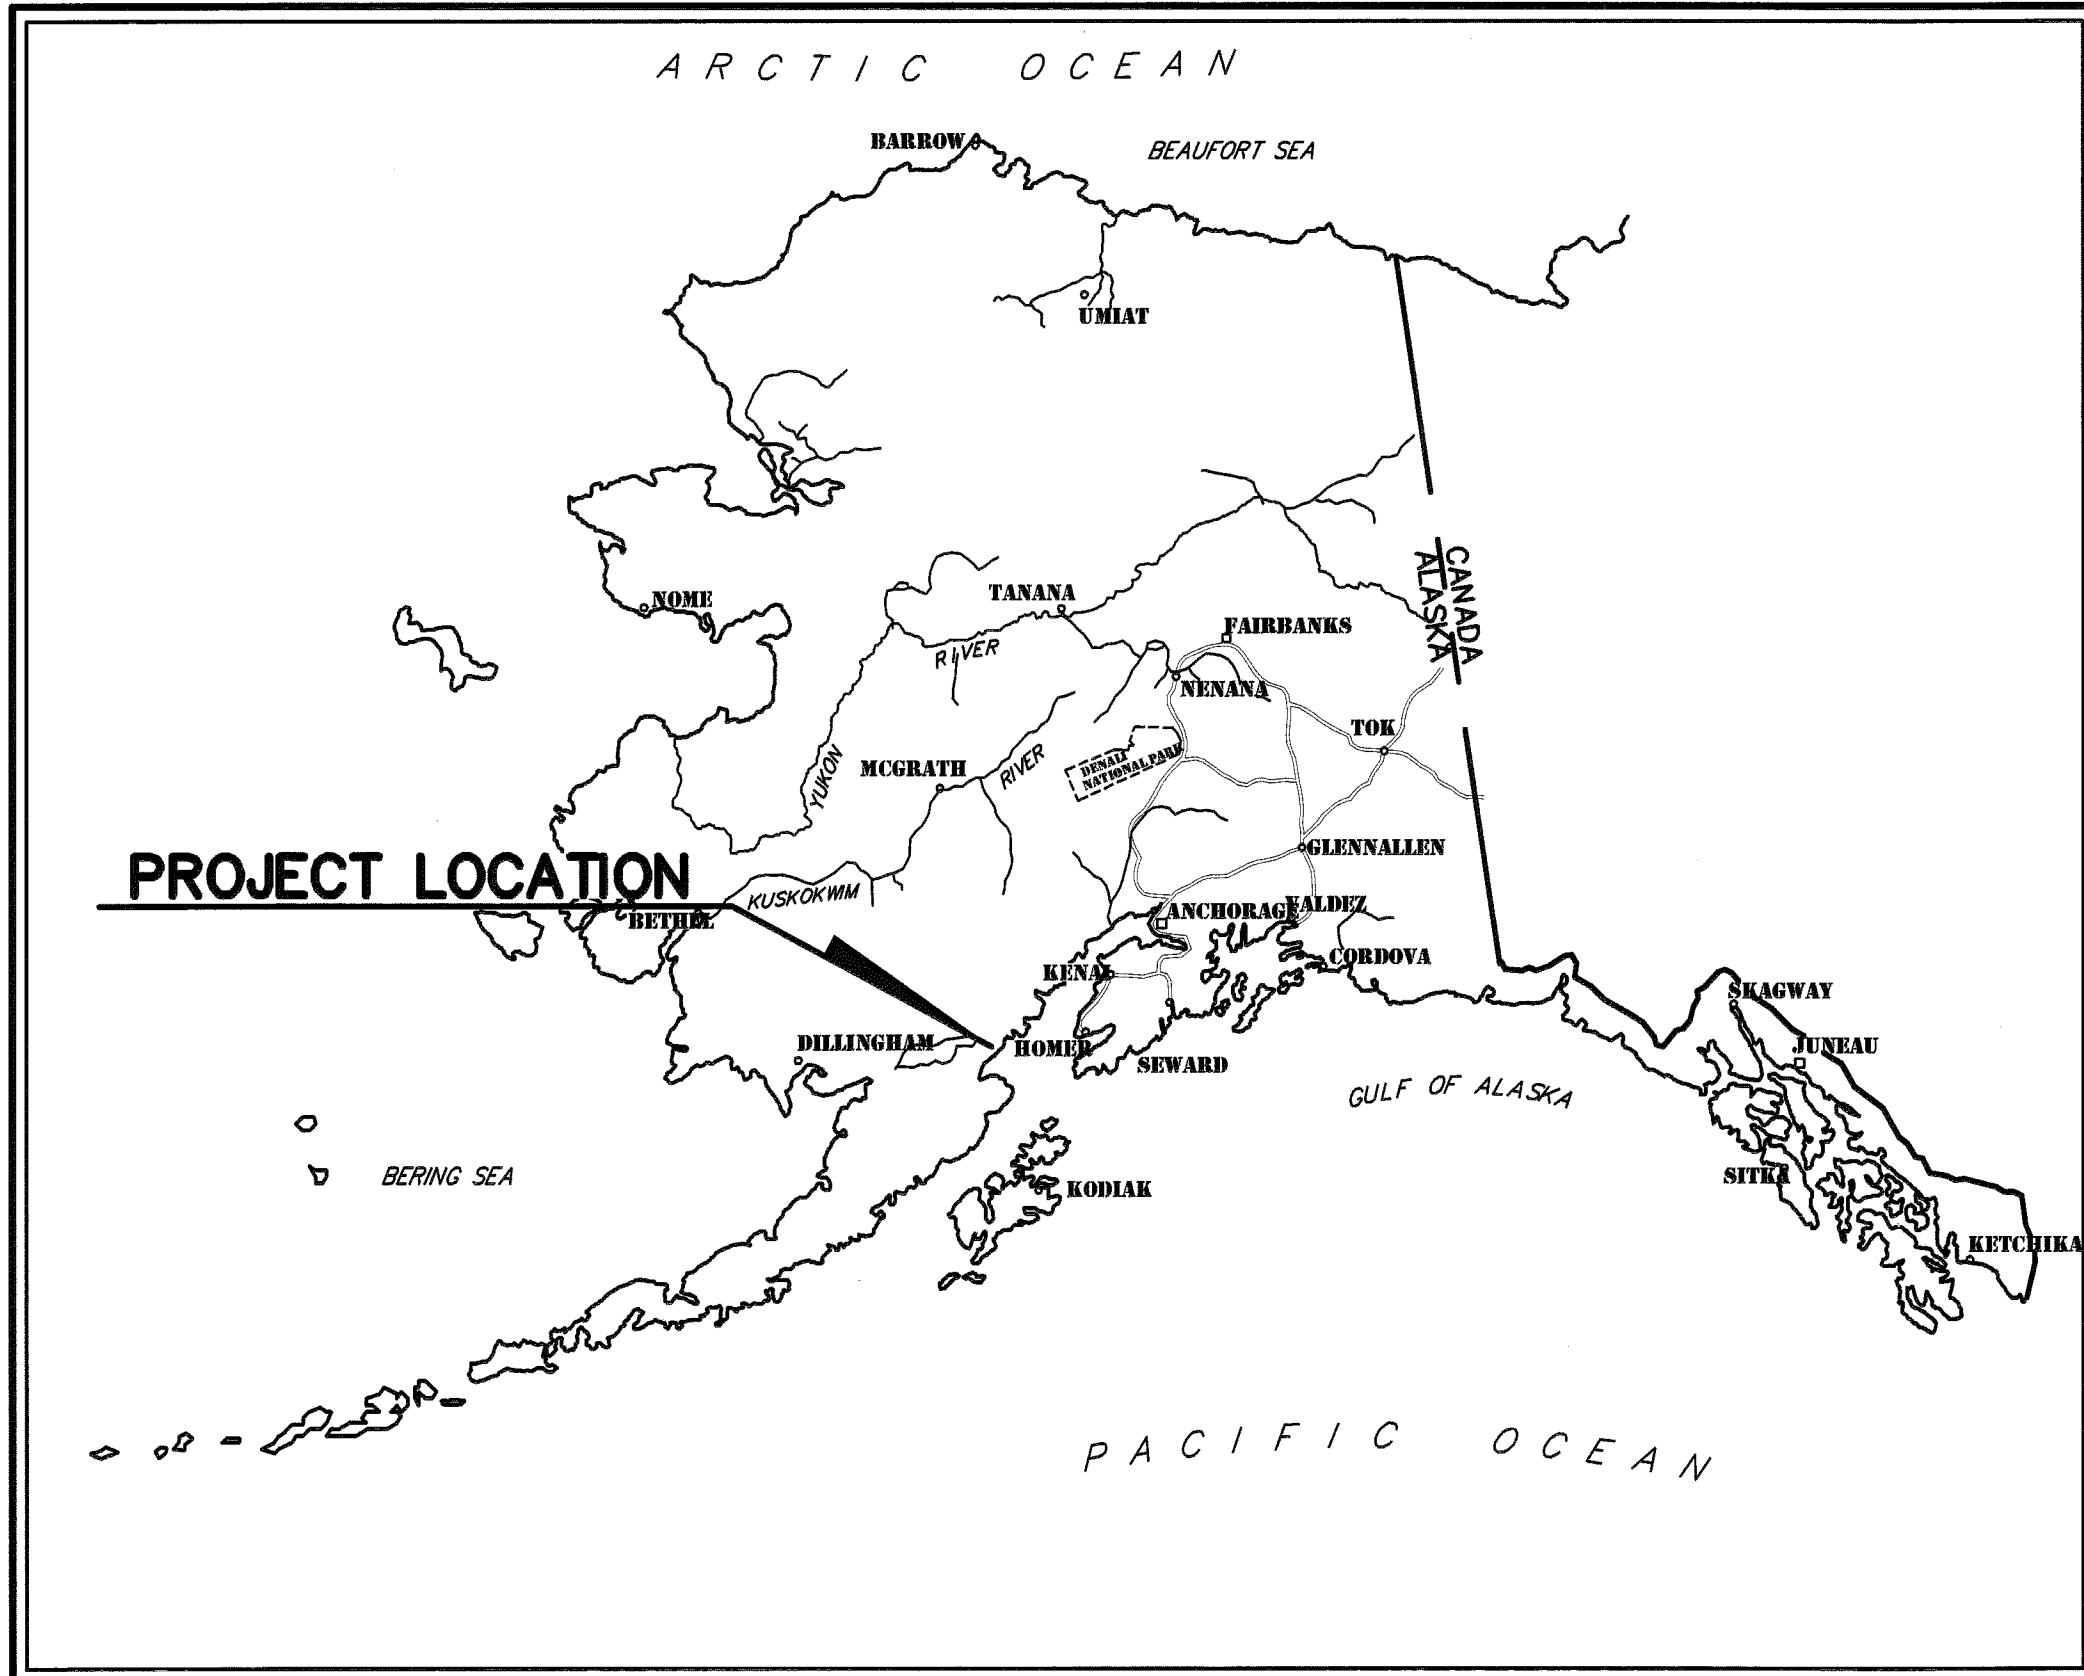 ARCTIC OCEAN
BARROW
BEAUFORT SEA
UMIAT
CANADA
ALASKA
NOME
TANANA
FAIRBANKS
RIVER
NENANA
TOK
DENALI
NATIONAL PARK
YUKON
MCGRATH
RIVER
GLENNALLEN
PROJECT LOCATION
KUSKOKWIM
BETHEL
ANCHORAGE
VALDEZ
KENAI
CORDOVA
SKAGWAY
DILLINGHAM
HOMER
SEWARD
JUNEAU
GULF OF ALASKA
BERING SEA
KODIAK
SITKA
KETCHIKA
PACIFIC OCEAN